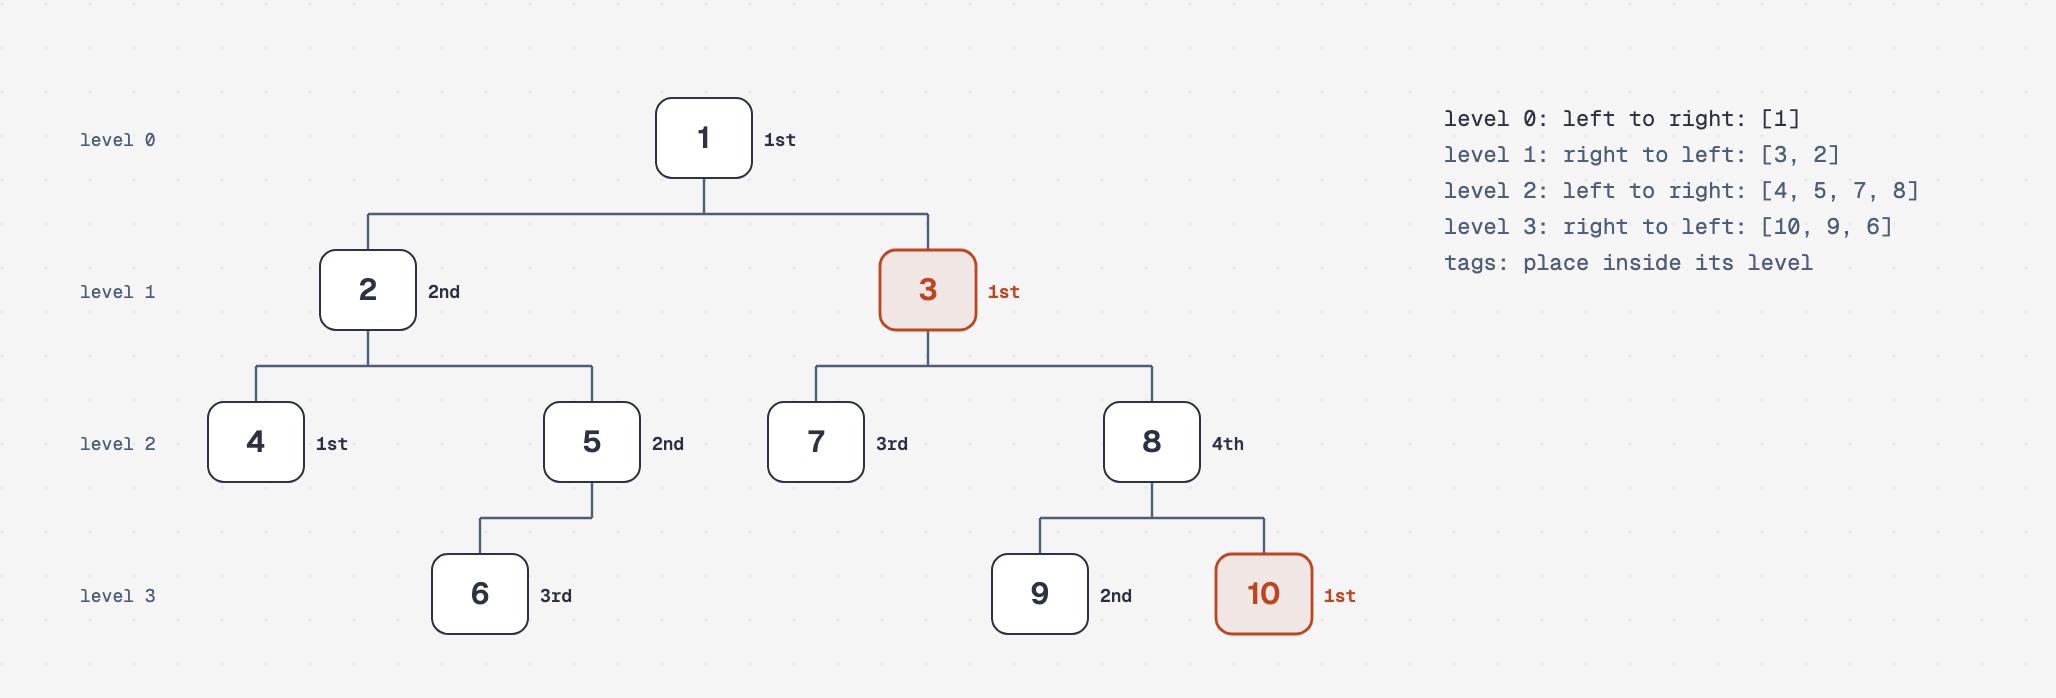 level 0: left to right: [1]
level 1: right to left: [3, 2]
level 2: left to right: [4, 5, 7, 8]
level 3: right to left: [10, 9, 6]
tags: place inside its level
level 0 1 1st
level 1 2 2nd 3 1st
level 2 4 1st 5 2nd 7 3rd 8 4th
level 3 6 3rd 9 2nd 10 1st